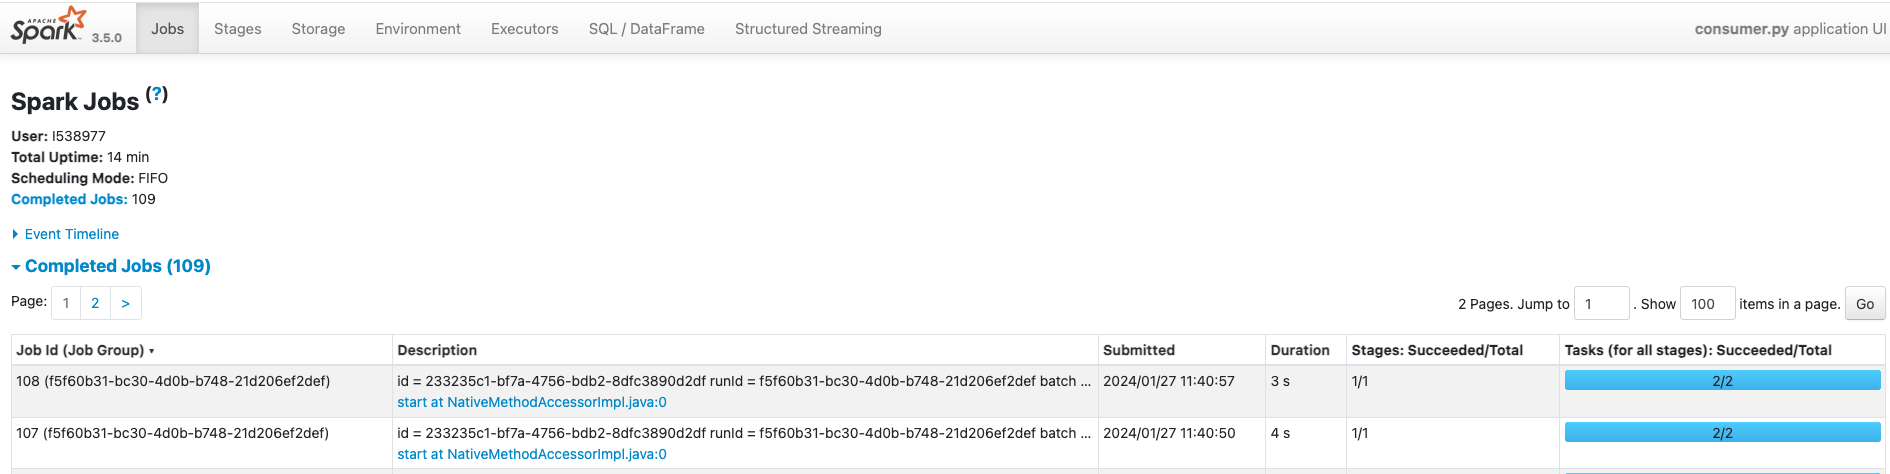 APACHE
Spark 3.5.0 Jobs Stages Storage Environment Executors SQL / DataFrame Structured Streaming consumer.py application UI
Spark Jobs (?)
User: I538977
Total Uptime: 14 min
Scheduling Mode: FIFO
Completed Jobs: 109
Event Timeline
Completed Jobs (109)
Page: 1 2 > 2 Pages. Jump to 1 . Show 100 items in a page. Go
Job Id (Job Group) Description Submitted Duration Stages: Succeeded/Total Tasks (for all stages): Succeeded/Total
108 (f5f60b31-bc30-4d0b-b748-21d206ef2def) id = 233235c1-bf7a-4756-bdb2-8dfc3890d2df runId = f5f60b31-bc30-4d0b-b748-21d206ef2def batch ... 2024/01/27 11:40:57 3 s 1/1 2/2
start at NativeMethodAccessorImpl.java:0
107 (f5f60b31-bc30-4d0b-b748-21d206ef2def) id = 233235c1-bf7a-4756-bdb2-8dfc3890d2df runId = f5f60b31-bc30-4d0b-b748-21d206ef2def batch ... 2024/01/27 11:40:50 4 s 1/1 2/2
start at NativeMethodAccessorImpl.java:0